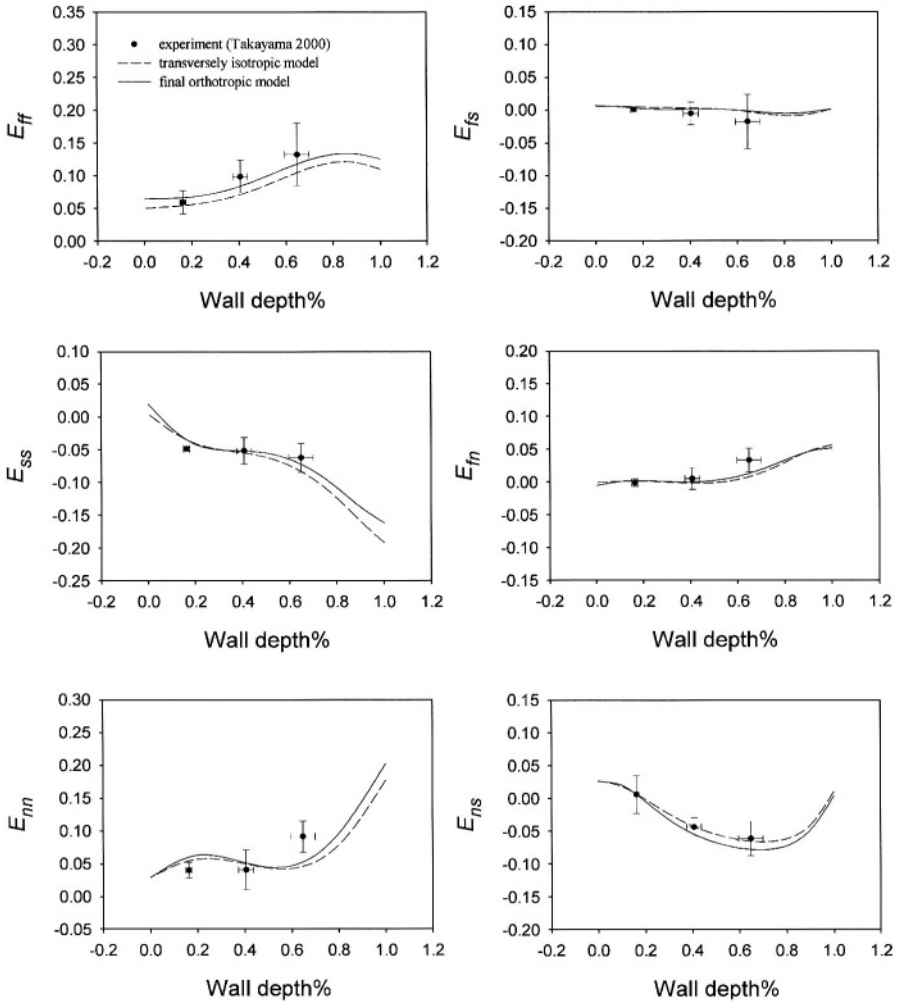 0.35
0.30
0.25
0.20
0.15
0.10
0.05
0.00
E_ff
experiment (Takayama 2000)
transversely isotropic model
final orthotropic model
-0.2 0.0 0.2 0.4 0.6 0.8 1.0 1.2
Wall depth%
0.15
0.10
0.05
0.00
-0.05
-0.10
-0.15
-0.20
E_fs
-0.2 0.0 0.2 0.4 0.6 0.8 1.0 1.2
Wall depth%
0.10
0.05
0.00
-0.05
-0.10
-0.15
-0.20
-0.25
E_ss
-0.2 0.0 0.2 0.4 0.6 0.8 1.0 1.2
Wall depth%
0.20
0.15
0.10
0.05
0.00
-0.05
-0.10
-0.15
E_fn
-0.2 0.0 0.2 0.4 0.6 0.8 1.0 1.2
Wall depth%
0.30
0.25
0.20
0.15
0.10
0.05
0.00
-0.05
E_nn
-0.2 0.0 0.2 0.4 0.6 0.8 1.0 1.2
Wall depth%
0.15
0.10
0.05
0.00
-0.05
-0.10
-0.15
-0.20
E_ns
-0.2 0.0 0.2 0.4 0.6 0.8 1.0 1.2
Wall depth%